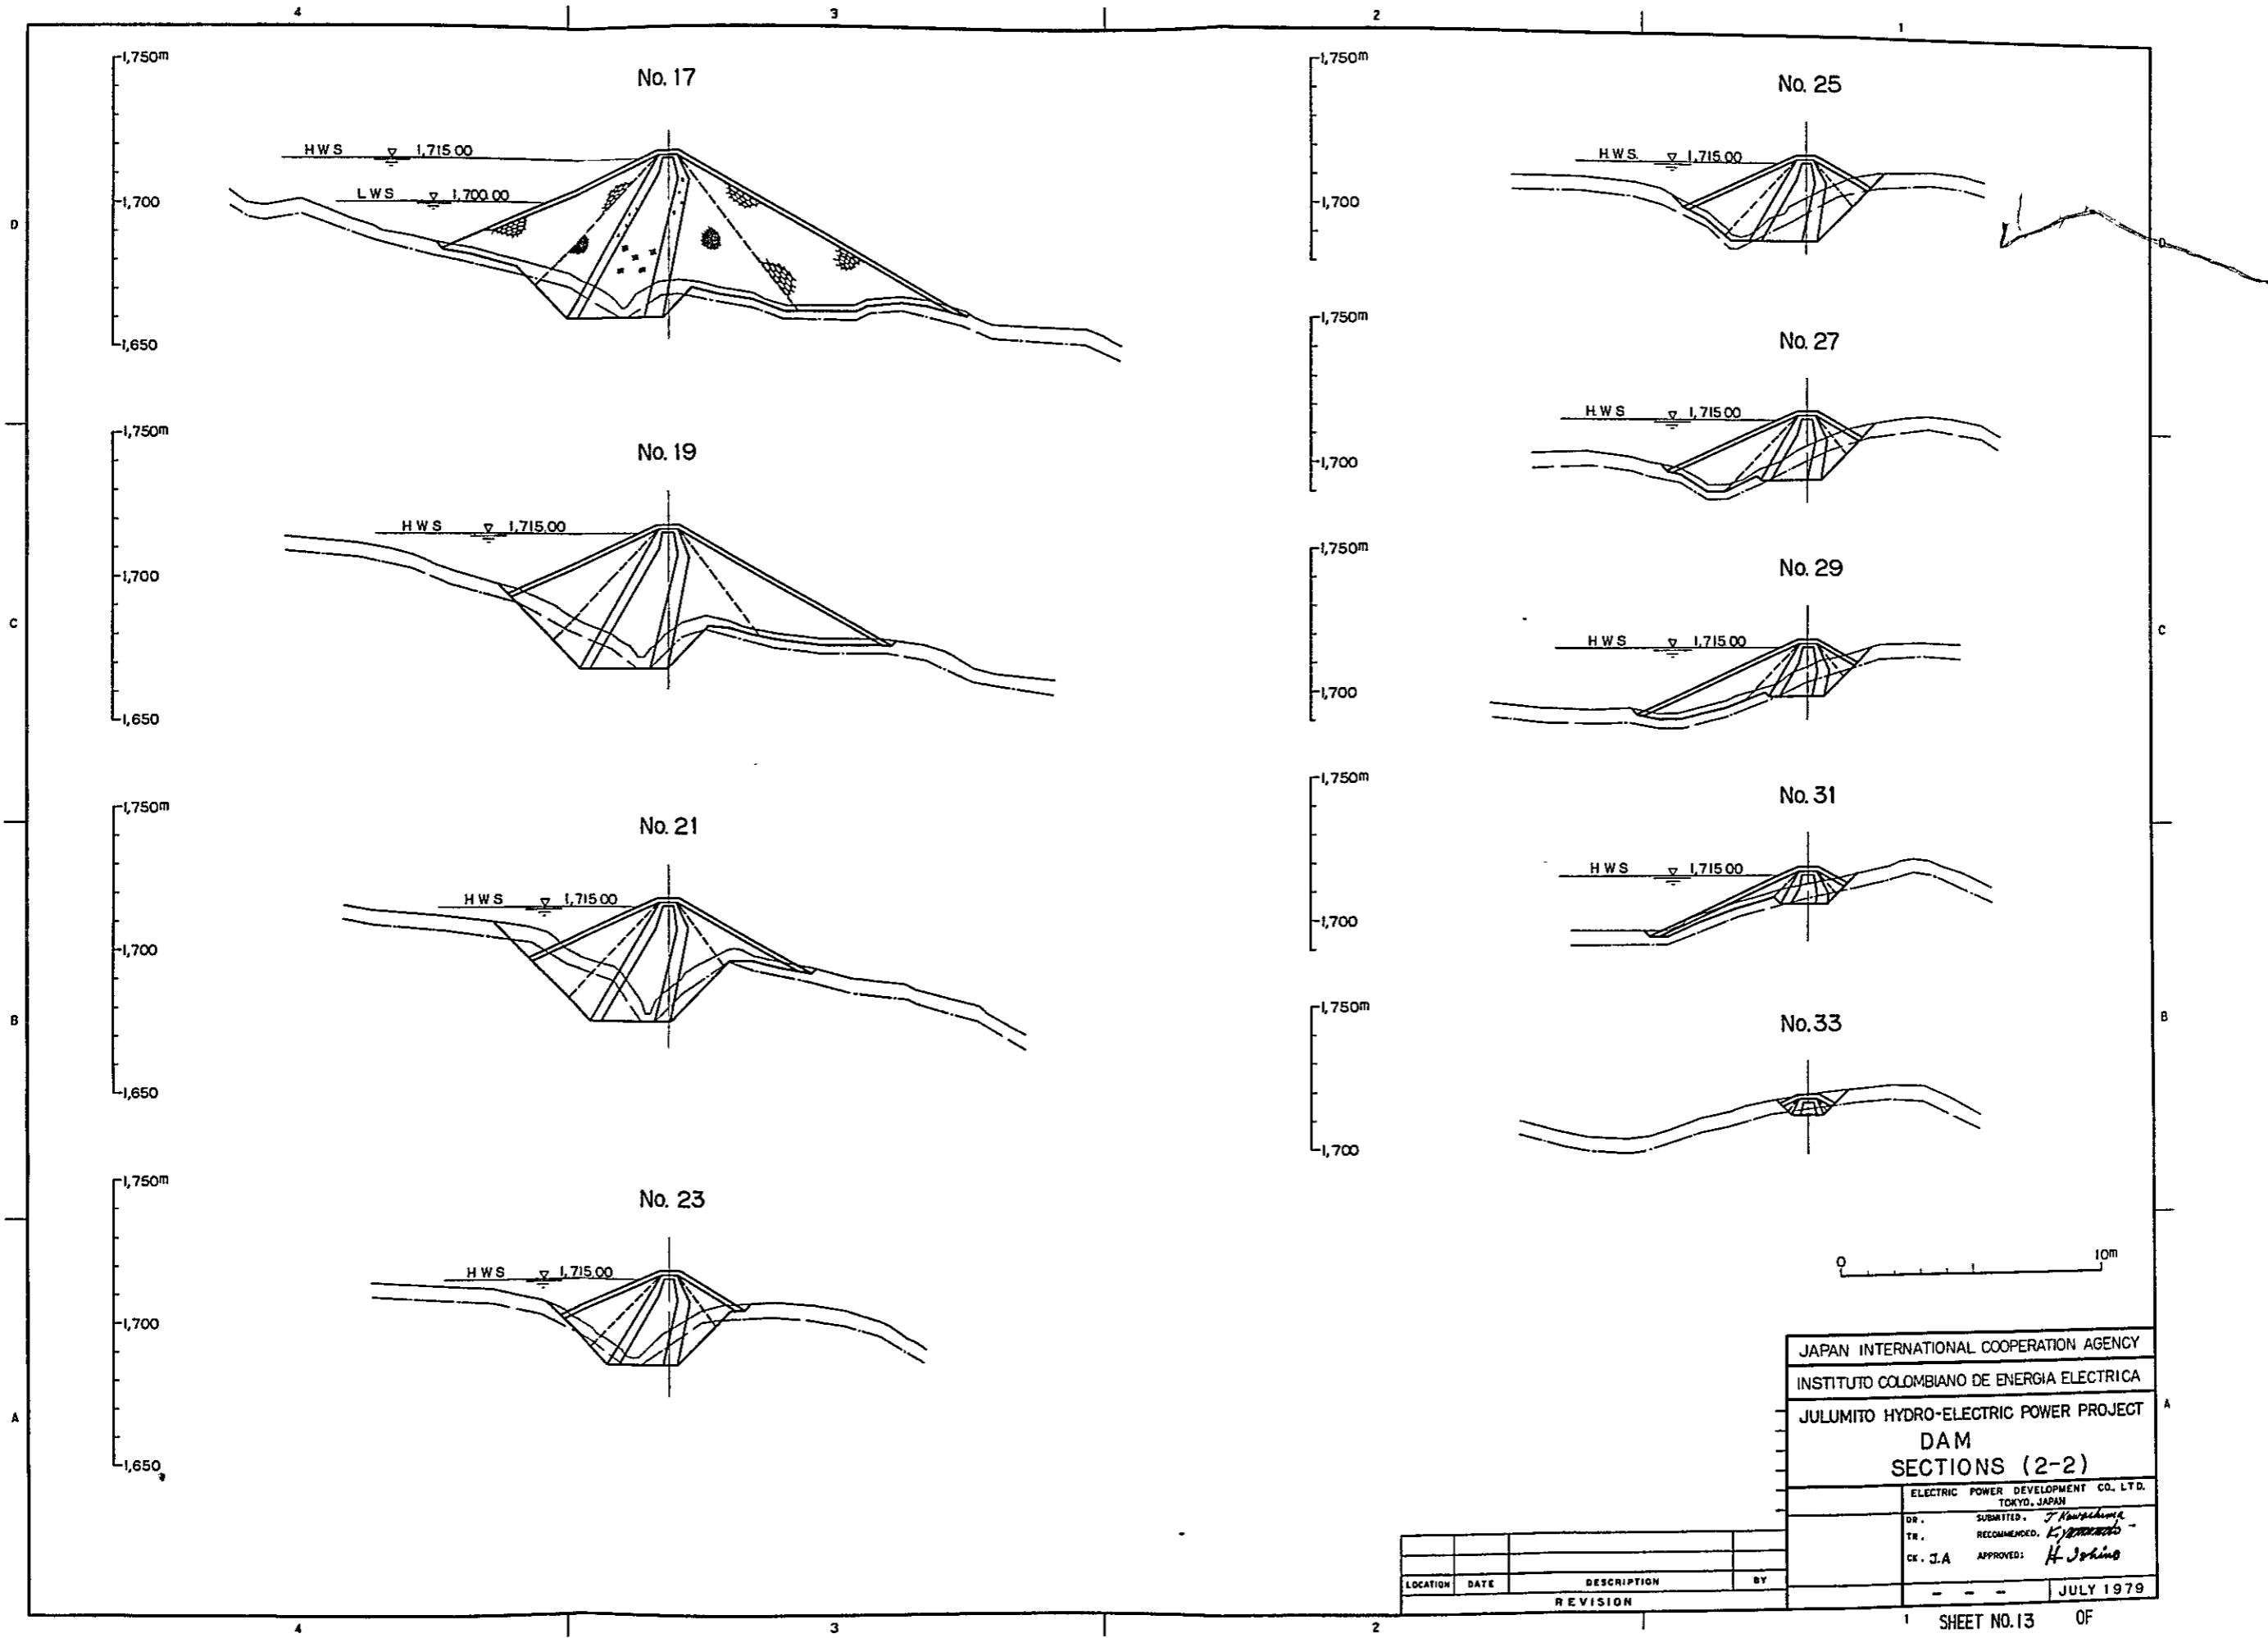 4 3 2 1
1,750m
No. 17
HWS 1,715.00
LWS 1,700.00
1,700
1,650
1,750m
No. 19
HWS 1,715.00
1,700
1,650
1,750m
No. 21
HWS 1,715.00
1,700
1,650
1,750m
No. 23
HWS 1,715.00
1,700
1,650
1,750m
No. 25
H.W.S. 1,715.00
1,700
1,750m
No. 27
H.W.S 1,715.00
1,700
1,750m
No. 29
HWS 1,715.00
1,700
1,750m
No. 31
HWS 1,715.00
1,700
1,750m
No. 33
1,700
0 10m
D
C
B
A
D
C
B
A
JAPAN INTERNATIONAL COOPERATION AGENCY
INSTITUTO COLOMBIANO DE ENERGIA ELECTRICA
JULUMITO HYDRO-ELECTRIC POWER PROJECT
DAM
SECTIONS (2-2)
ELECTRIC POWER DEVELOPMENT CO., LTD.
TOKYO, JAPAN
DR. SUBMITTED. J Kawashima
TR. RECOMMENDED.
CK. J.A APPROVED: H. Ishino
- - - JULY 1979
LOCATION DATE DESCRIPTION BY
REVISION
4 3 2 1
SHEET NO.13 OF